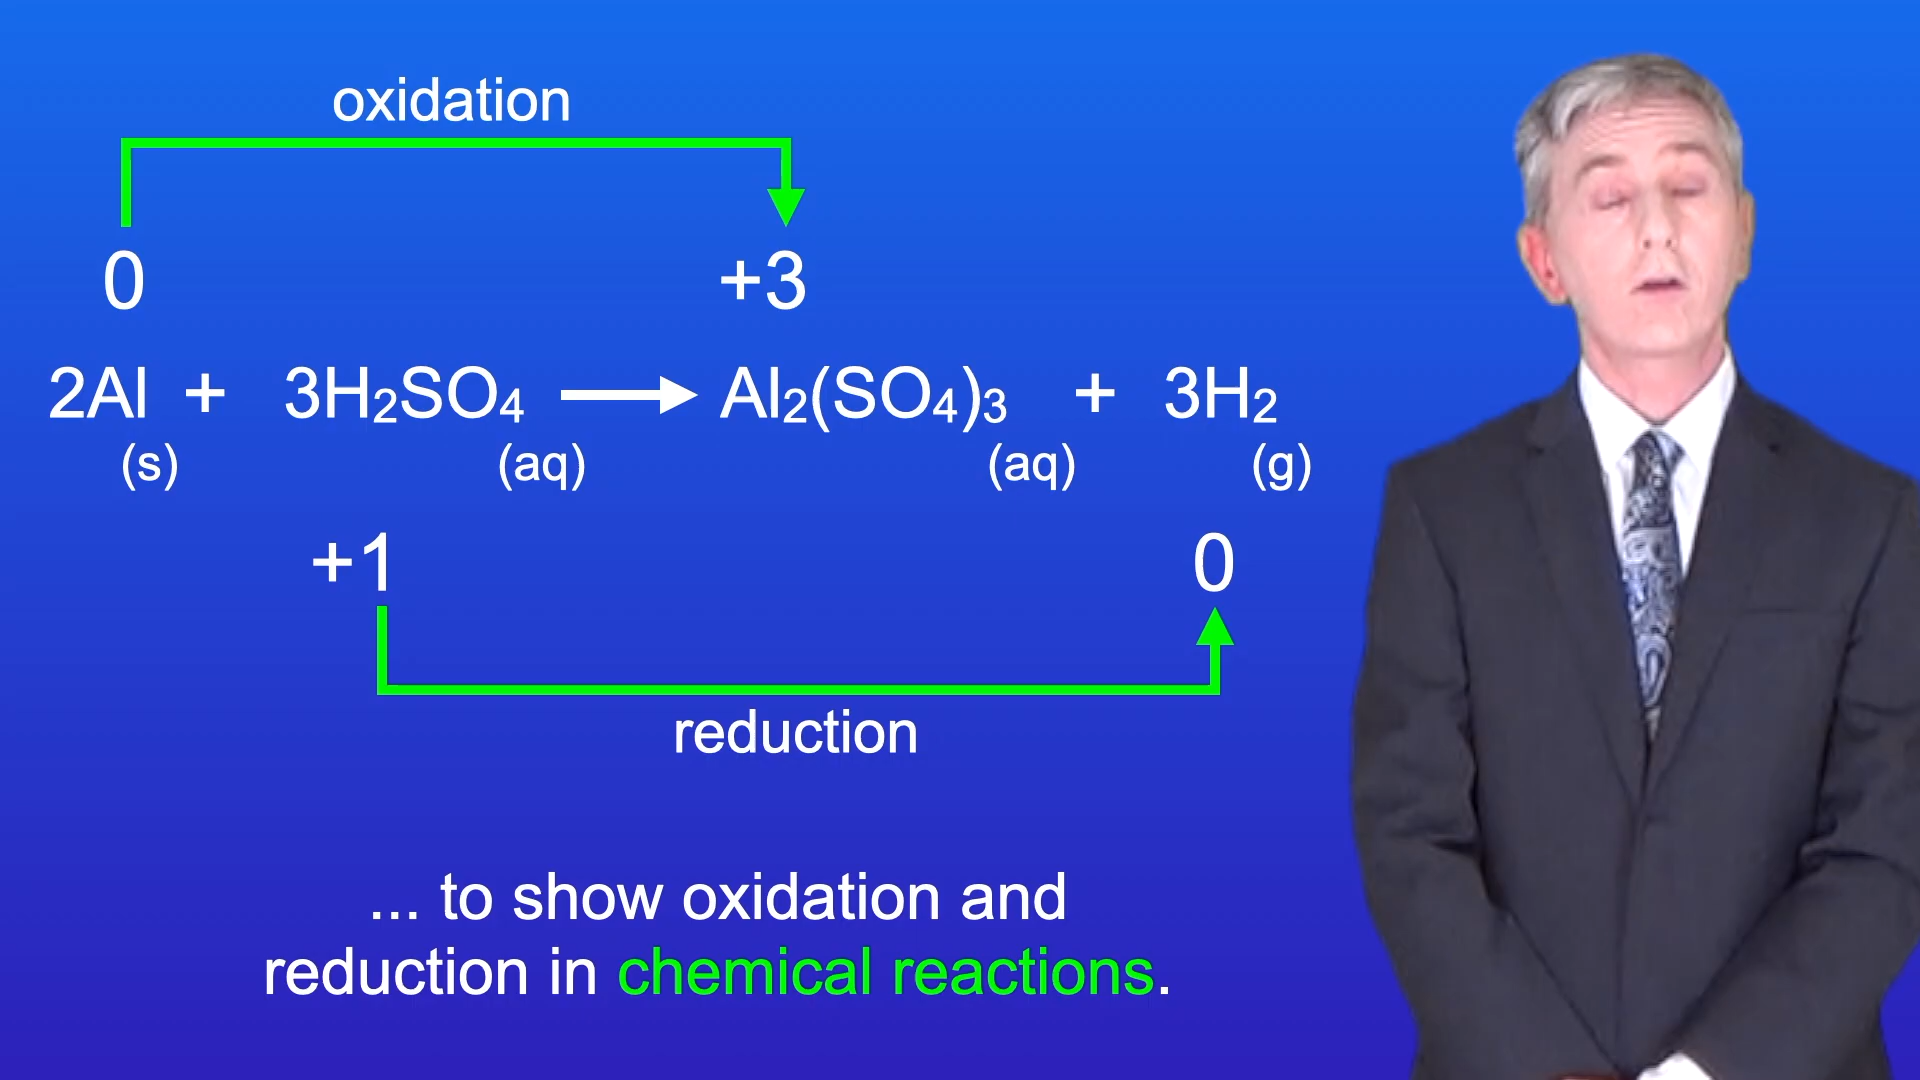 oxidation
0 +3
2Al + 3H₂SO₄ ⟶ Al₂(SO₄)₃ + 3H₂
(s) (aq) (aq) (g)
+1 0
reduction
... to show oxidation and
reduction in chemical reactions.